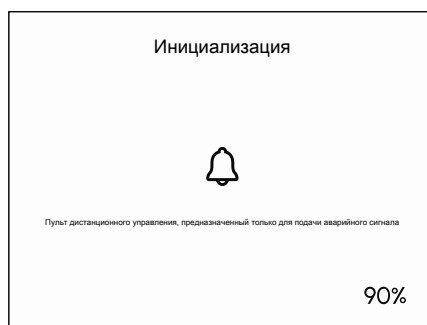 Инициализация
Пульт дистанционного управления, предназначенный только для подачи аварийного сигнала
90%